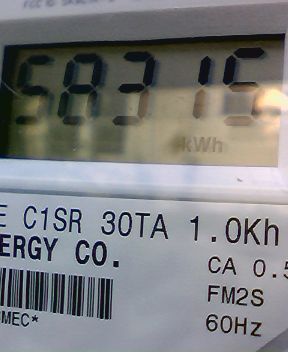 58315
kWh
E C1SR 30TA 1.0Kh
ERGY CO.
CA 0.5
FM2S
MEC*
60Hz